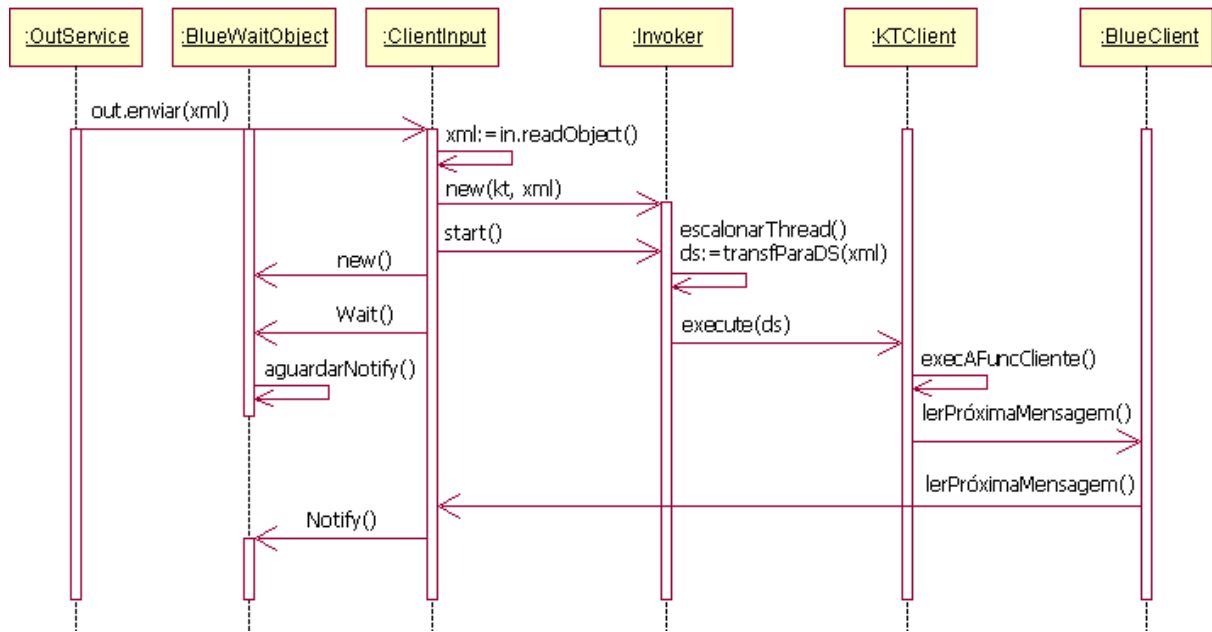 :OutService
:BlueWaitObject
:ClientInput
:Invoker
:KTClient
:BlueClient
out.enviar(xml)
xml:=in.readObject()
new(kt, xml)
start()
escalonarThread()
ds:=transfParaDS(xml)
new()
Wait()
execute(ds)
aguardarNotify()
execAFuncCliente()
lerPróximaMensagem()
lerPróximaMensagem()
Notify()